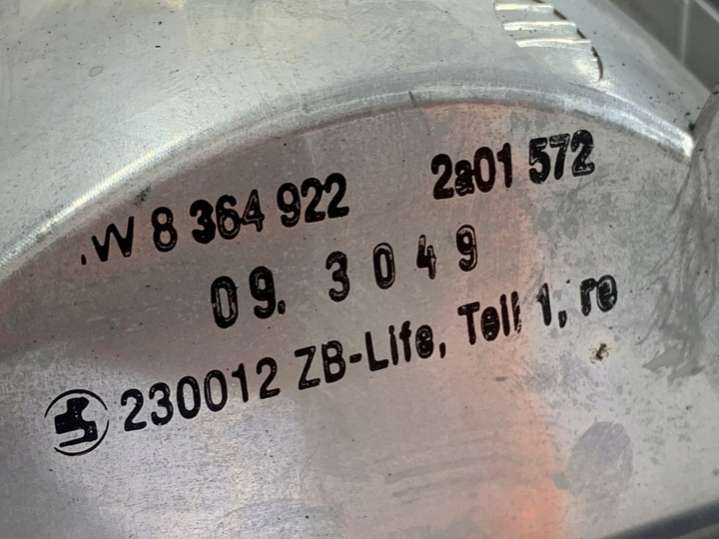 .W 8 364 922 2a01 572
09. 3049
230012 ZB-Life, Teil 1, re